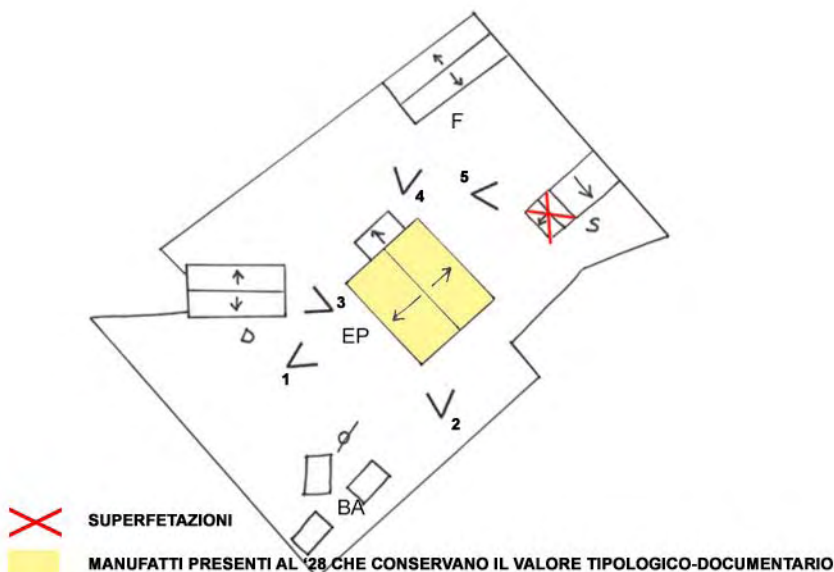 F
5
4
S
3
D
EP
1
2
BA
SUPERFETAZIONI
MANUFATTI PRESENTI AL '28 CHE CONSERVANO IL VALORE TIPOLOGICO-DOCUMENTARIO